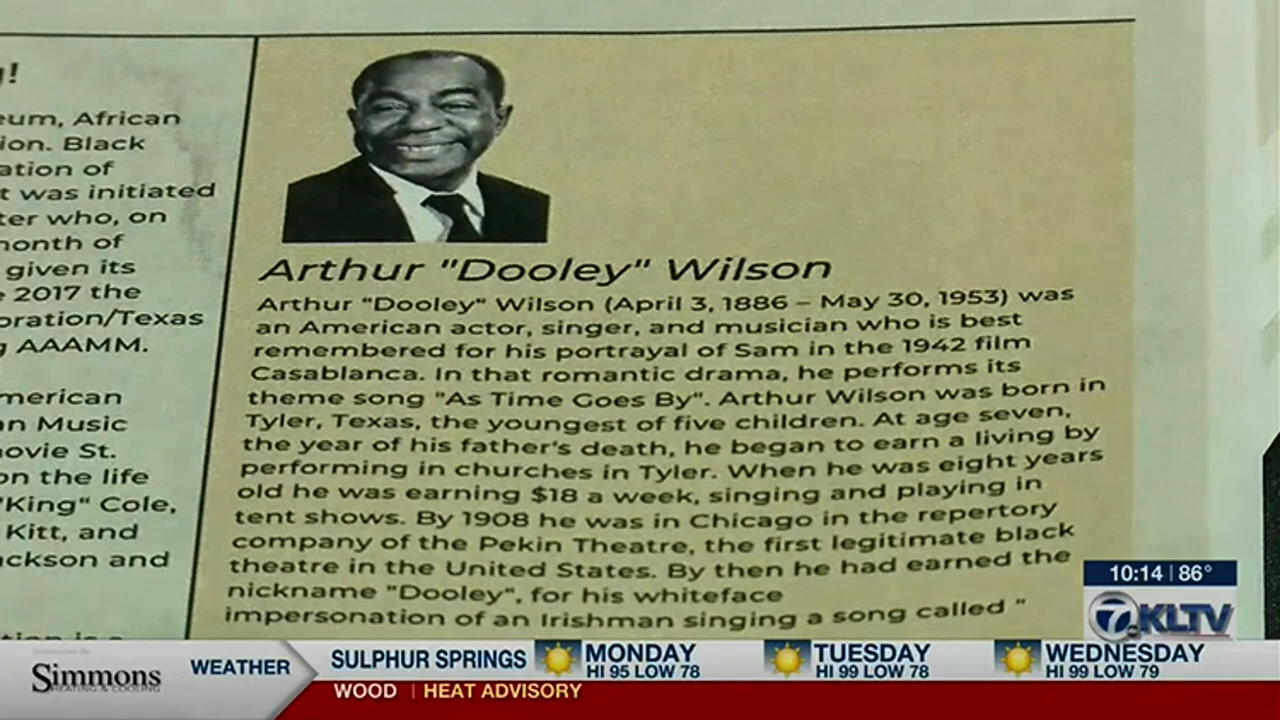 !
eum, African
ion. Black
ation of
t was initiated
ter who, on
month of
given its
2017 the
oration/Texas
AAAMM.
merican
n Music
ovie St.
on the life
"King" Cole,
Kitt, and
ackson and
Arthur "Dooley" Wilson
Arthur "Dooley" Wilson (April 3, 1886 – May 30, 1953) was
an American actor, singer, and musician who is best
remembered for his portrayal of Sam in the 1942 film
Casablanca. In that romantic drama, he performs its
theme song "As Time Goes By". Arthur Wilson was born in
Tyler, Texas, the youngest of five children. At age seven,
the year of his father's death, he began to earn a living by
performing in churches in Tyler. When he was eight years
old he was earning $18 a week, singing and playing in
tent shows. By 1908 he was in Chicago in the repertory
company of the Pekin Theatre, the first legitimate black
theatre in the United States. By then he had earned the
nickname "Dooley", for his whiteface
impersonation of an Irishman singing a song called "
10:14 | 86°
7 KLTV
Simmons
HEATING & COOLING
WEATHER
SULPHUR SPRINGS
MONDAY
HI 95 LOW 78
TUESDAY
HI 99 LOW 78
WEDNESDAY
HI 99 LOW 79
WOOD | HEAT ADVISORY